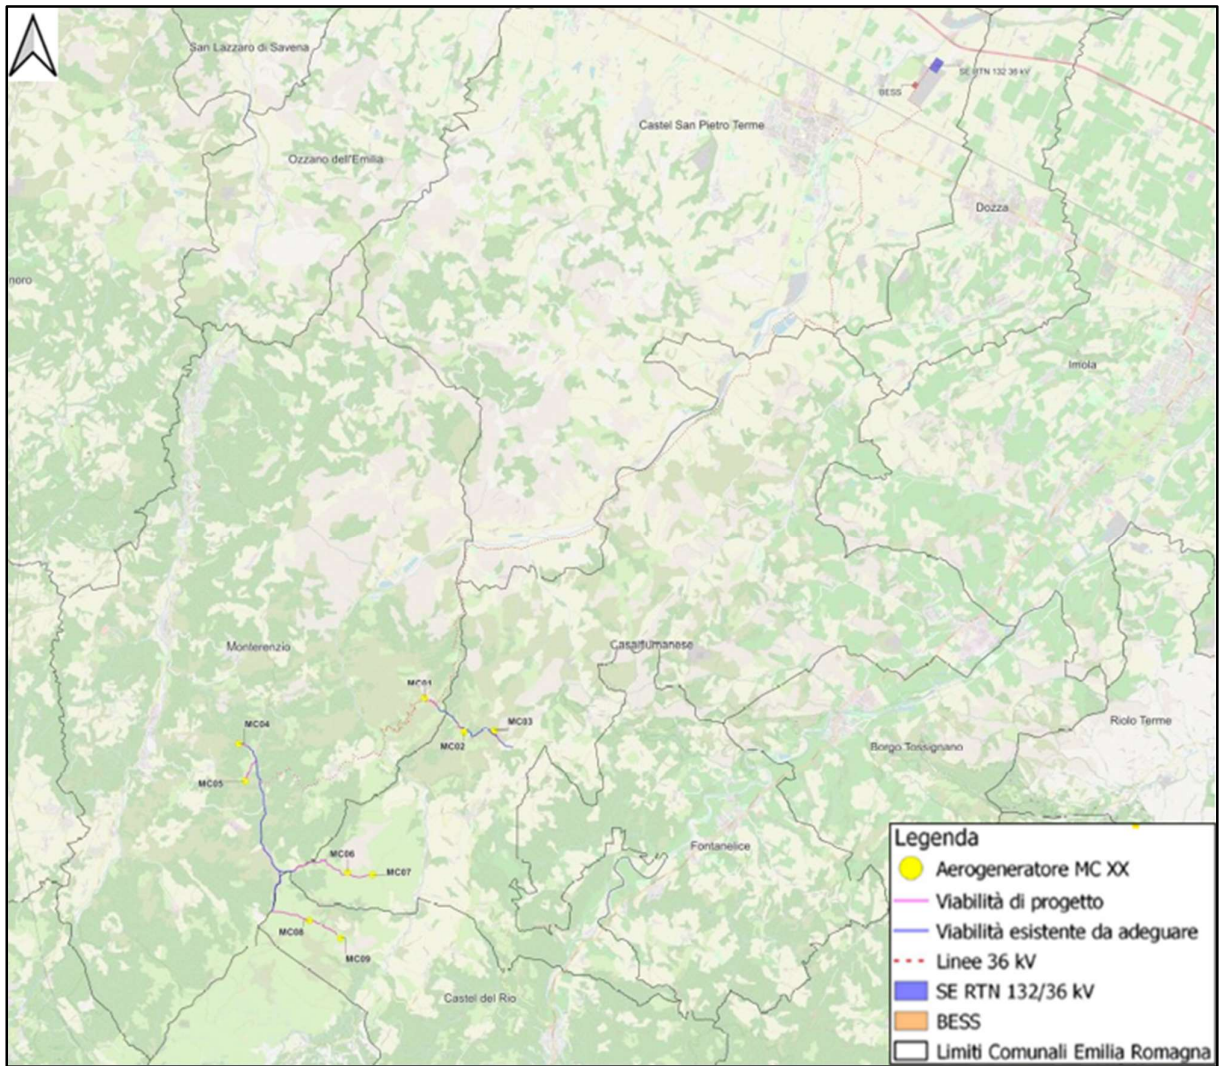 San Lazzaro di Savena
SE RTN 132 36 kV
BESS
Castel San Pietro Terme
Ozzano dell'Emilia
Dozza
noro
Imola
Monterenzio
Casalfiumanese
MC01
MC04
MC03
MC02
Riolo Terme
Borgo Tossignano
MC05
Fontanelice
MC06
MC07
MC08
MC09
Castel del Rio
Legenda
Aerogeneratore MC XX
Viabilità di progetto
Viabilità esistente da adeguare
Linee 36 kV
SE RTN 132/36 kV
BESS
Limiti Comunali Emilia Romagna